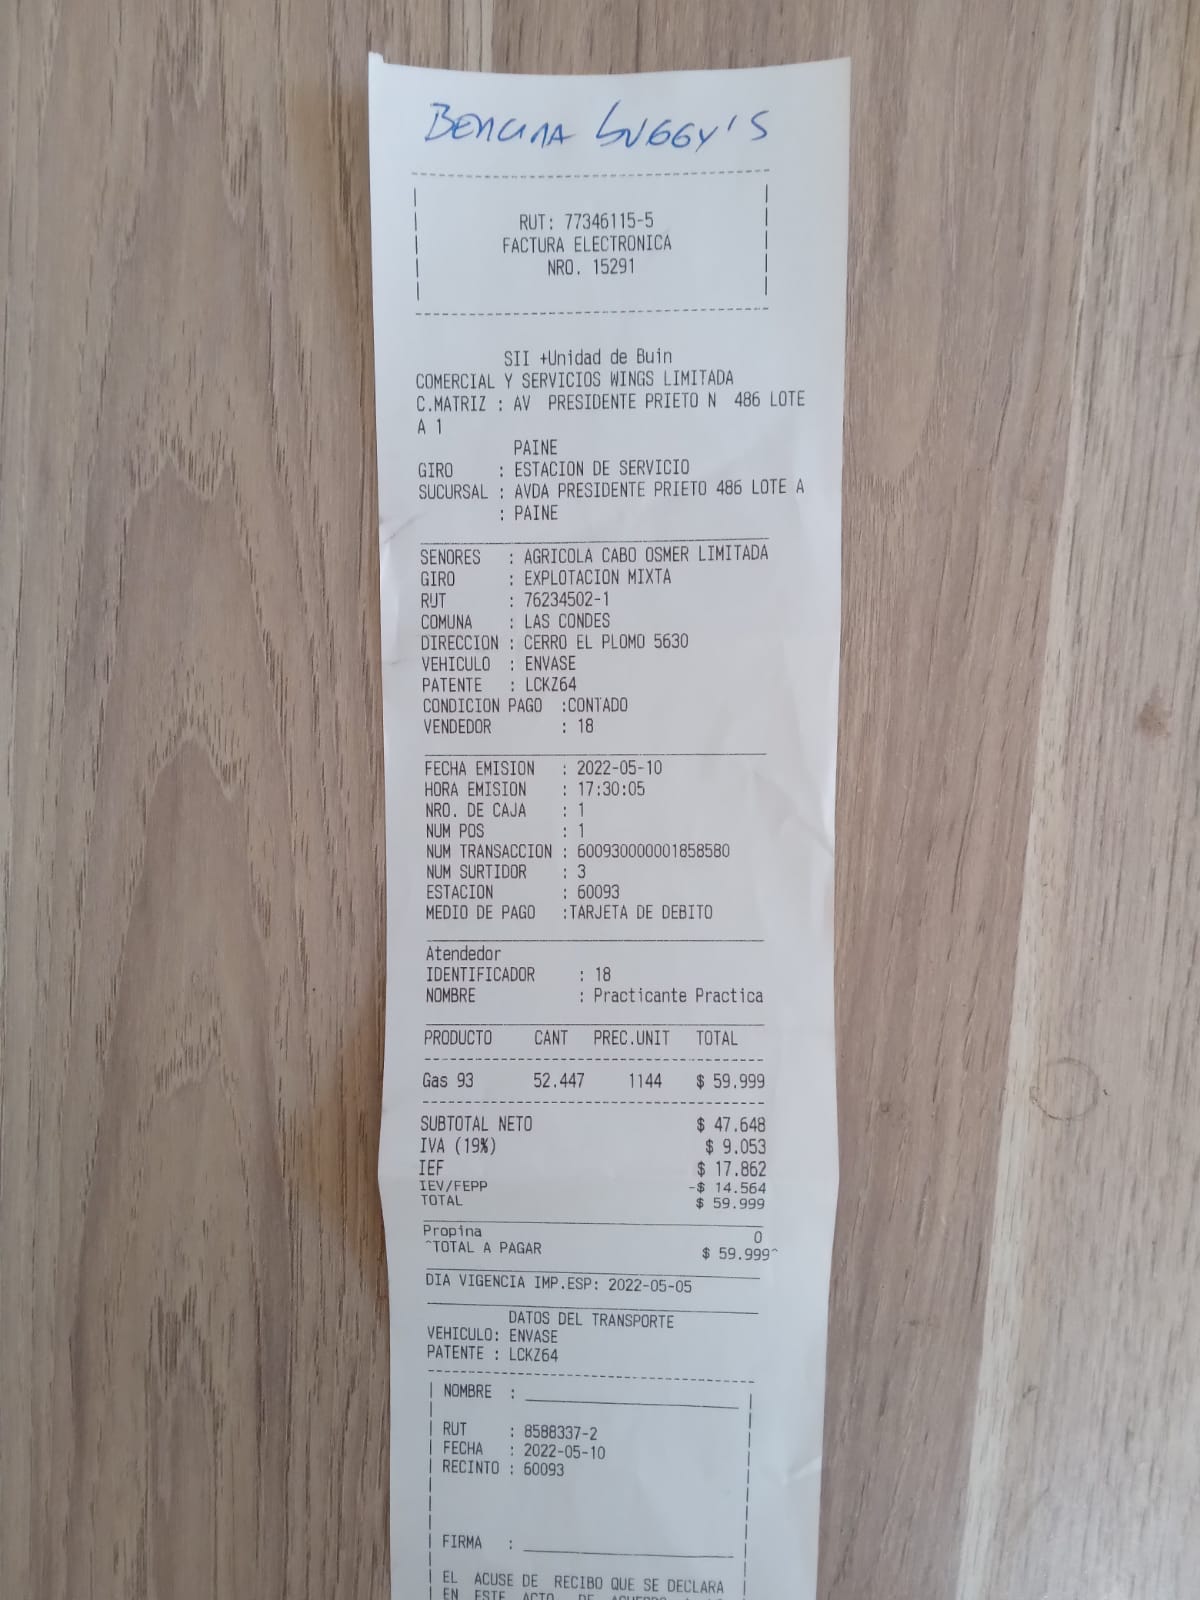 Bencina buggy's
RUT: 77346115-5
FACTURA ELECTRONICA
NRO. 15291
SII +Unidad de Buin
COMERCIAL Y SERVICIOS WINGS LIMITADA
C.MATRIZ : AV PRESIDENTE PRIETO N 486 LOTE
A 1
PAINE
GIRO : ESTACION DE SERVICIO
SUCURSAL : AVDA PRESIDENTE PRIETO 486 LOTE A
: PAINE
SENORES : AGRICOLA CABO OSMER LIMITADA
GIRO : EXPLOTACION MIXTA
RUT : 76234502-1
COMUNA : LAS CONDES
DIRECCION : CERRO EL PLOMO 5630
VEHICULO : ENVASE
PATENTE : LCKZ64
CONDICION PAGO :CONTADO
VENDEDOR : 18
FECHA EMISION : 2022-05-10
HORA EMISION : 17:30:05
NRO. DE CAJA : 1
NUM POS : 1
NUM TRANSACCION : 600930000001858580
NUM SURTIDOR : 3
ESTACION : 60093
MEDIO DE PAGO :TARJETA DE DEBITO
Atendedor
IDENTIFICADOR : 18
NOMBRE : Practicante Practica
PRODUCTO CANT PREC.UNIT TOTAL
Gas 93 52.447 1144 $ 59.999
SUBTOTAL NETO $ 47.648
IVA (19%) $ 9.053
IEF $ 17.862
IEV/FEPP -$ 14.564
TOTAL $ 59.999
Propina 0
^TOTAL A PAGAR $ 59.999^
DIA VIGENCIA IMP.ESP: 2022-05-05
DATOS DEL TRANSPORTE
VEHICULO: ENVASE
PATENTE : LCKZ64
NOMBRE :
RUT : 8588337-2
FECHA : 2022-05-10
RECINTO : 60093
FIRMA :
EL ACUSE DE RECIBO QUE SE DECLARA
EN ESTE ACTO DE ACUERDO